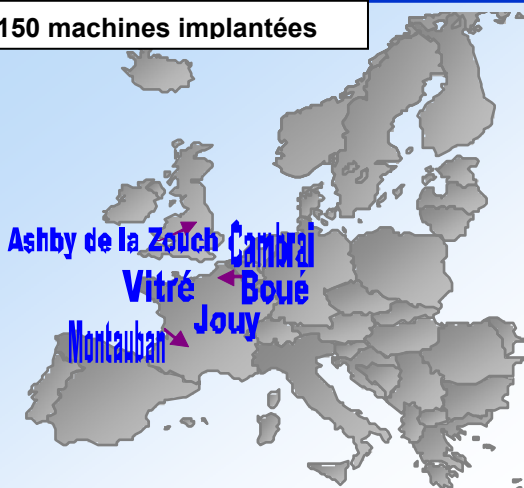 150 machines implantées
Ashby de la Zouch
Cambrai
Vitré
Boué
Jouy
Montauban